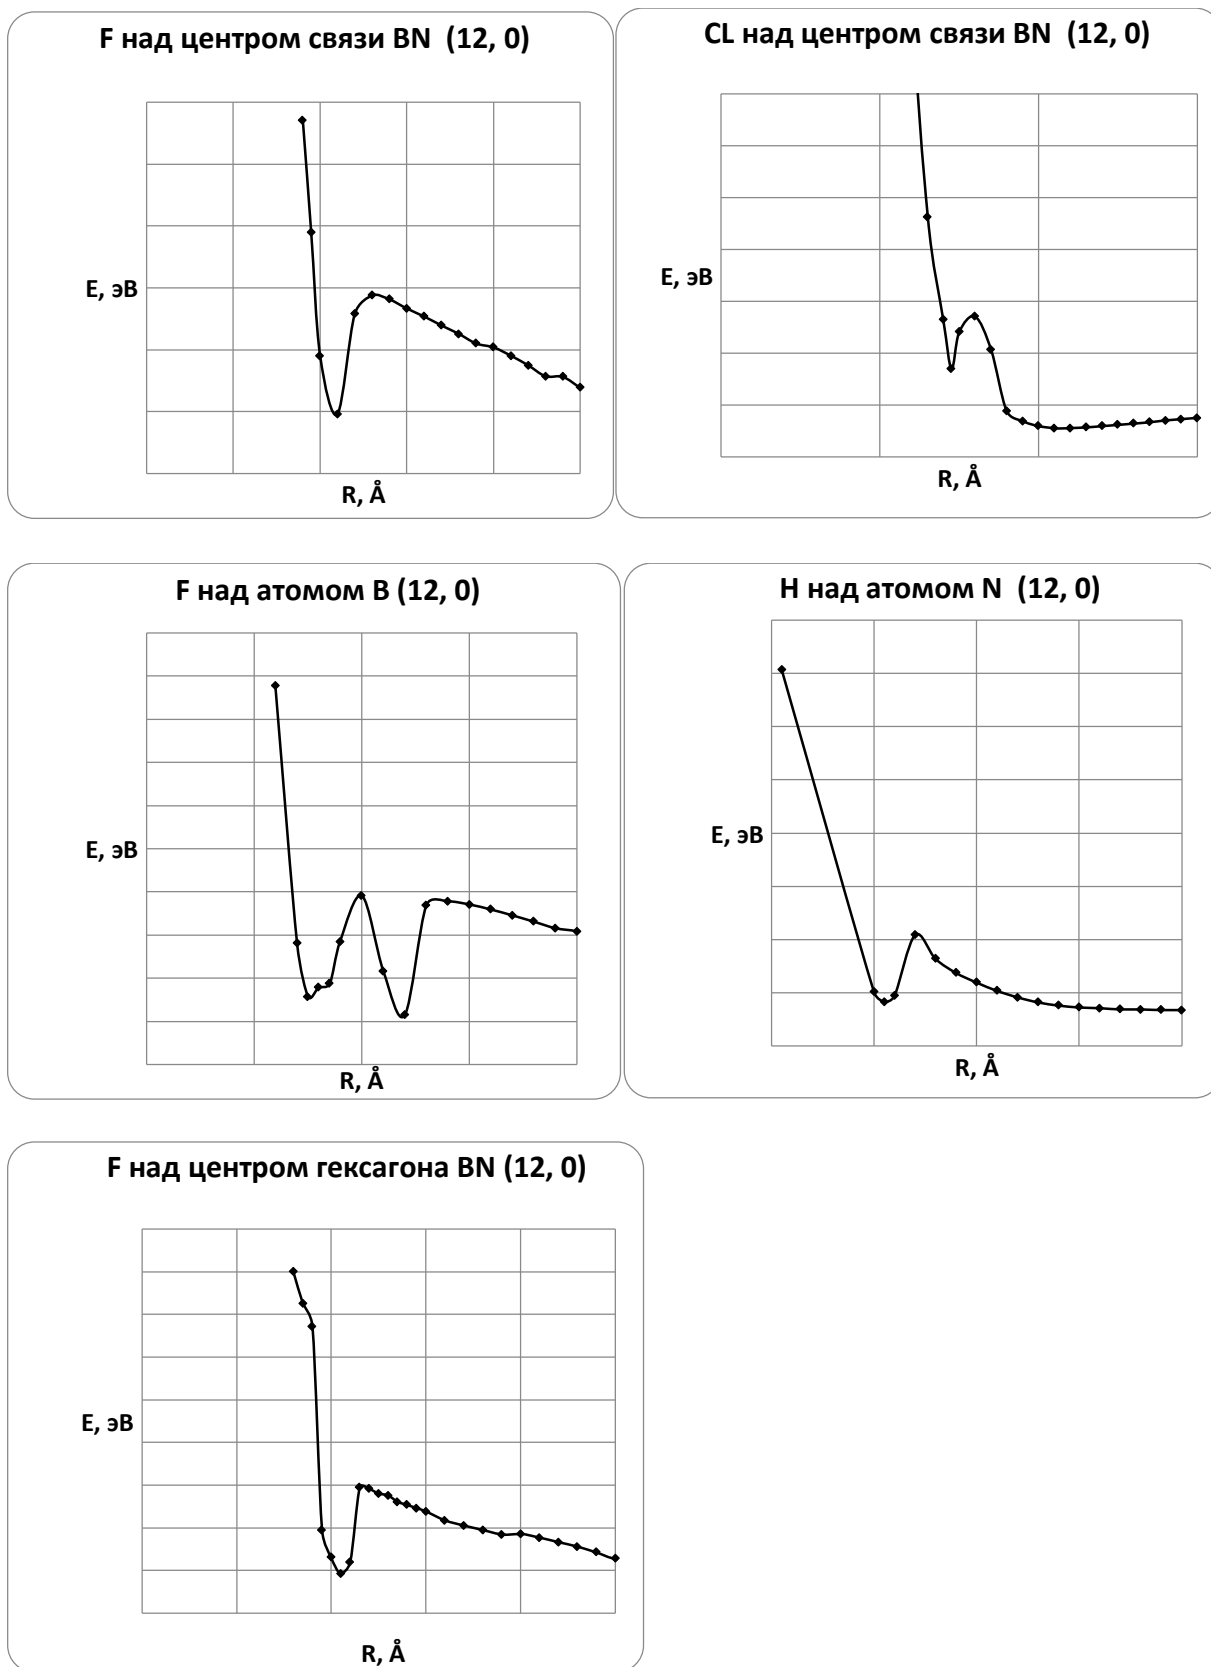 F над центром связи BN (12, 0)
E, эВ
R, Å
CL над центром связи BN (12, 0)
E, эВ
R, Å
F над атомом B (12, 0)
E, эВ
R, Å
H над атомом N (12, 0)
E, эВ
R, Å
F над центром гексагона BN (12, 0)
E, эВ
R, Å